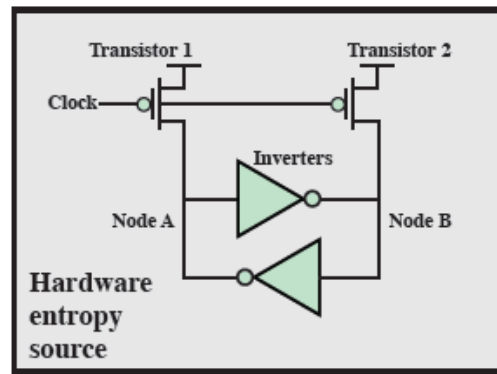 Transistor 1
Transistor 2
Clock
Inverters
Node A
Node B
Hardware
entropy
source